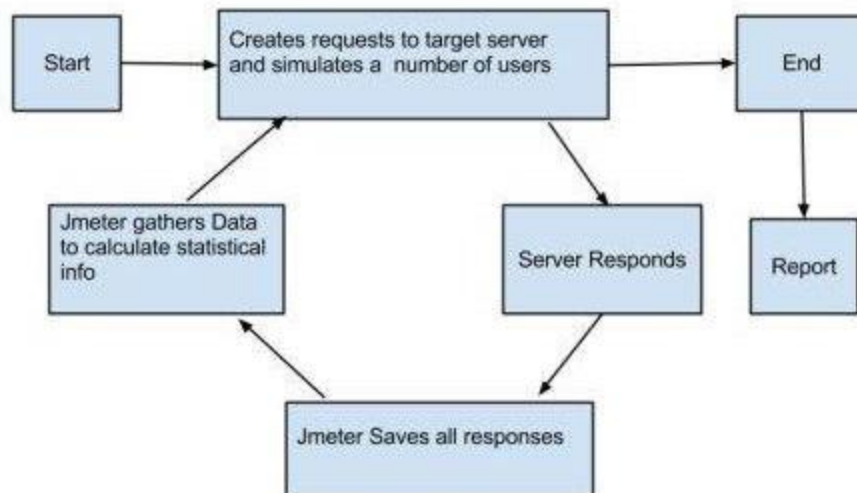 Start
Creates requests to target server
and simulates a number of users
End
Jmeter gathers Data
to calculate statistical
info
Server Responds
Report
Jmeter Saves all responses